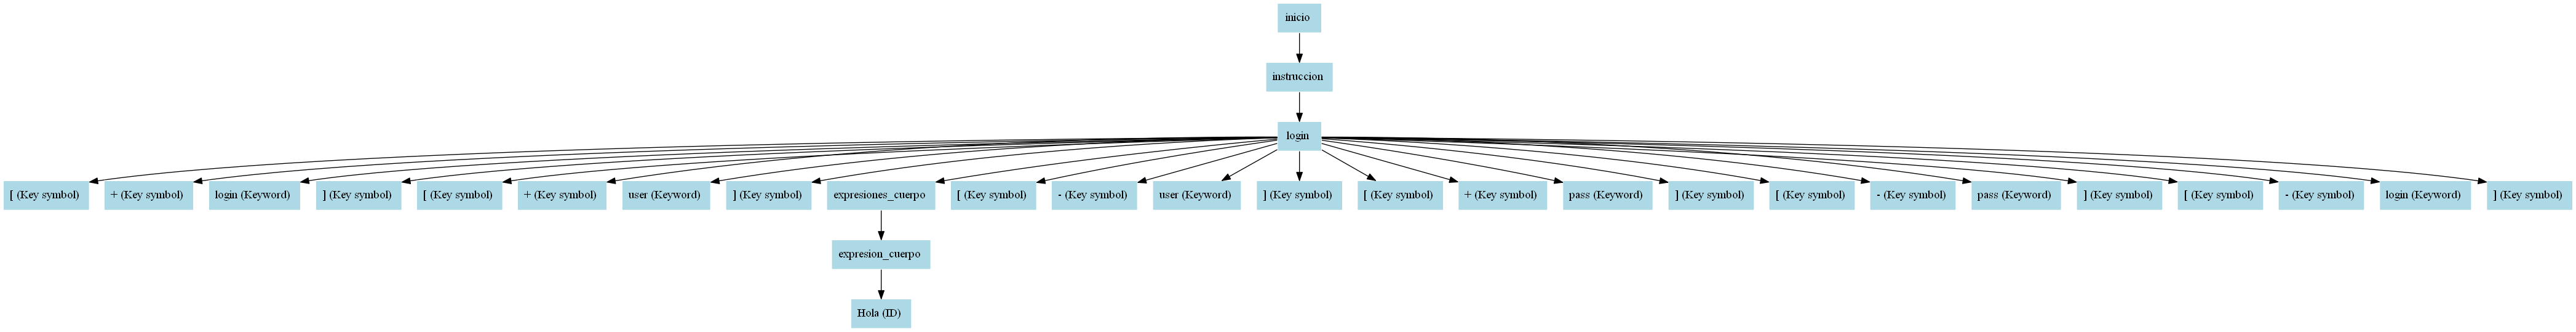 inicio
instruccion
login
[ (Key symbol)
+ (Key symbol)
login (Keyword)
] (Key symbol)
[ (Key symbol)
+ (Key symbol)
user (Keyword)
] (Key symbol)
expresiones_cuerpo
[ (Key symbol)
- (Key symbol)
user (Keyword)
] (Key symbol)
[ (Key symbol)
+ (Key symbol)
pass (Keyword)
] (Key symbol)
[ (Key symbol)
- (Key symbol)
pass (Keyword)
] (Key symbol)
[ (Key symbol)
- (Key symbol)
login (Keyword)
] (Key symbol)
expresion_cuerpo
Hola (ID)